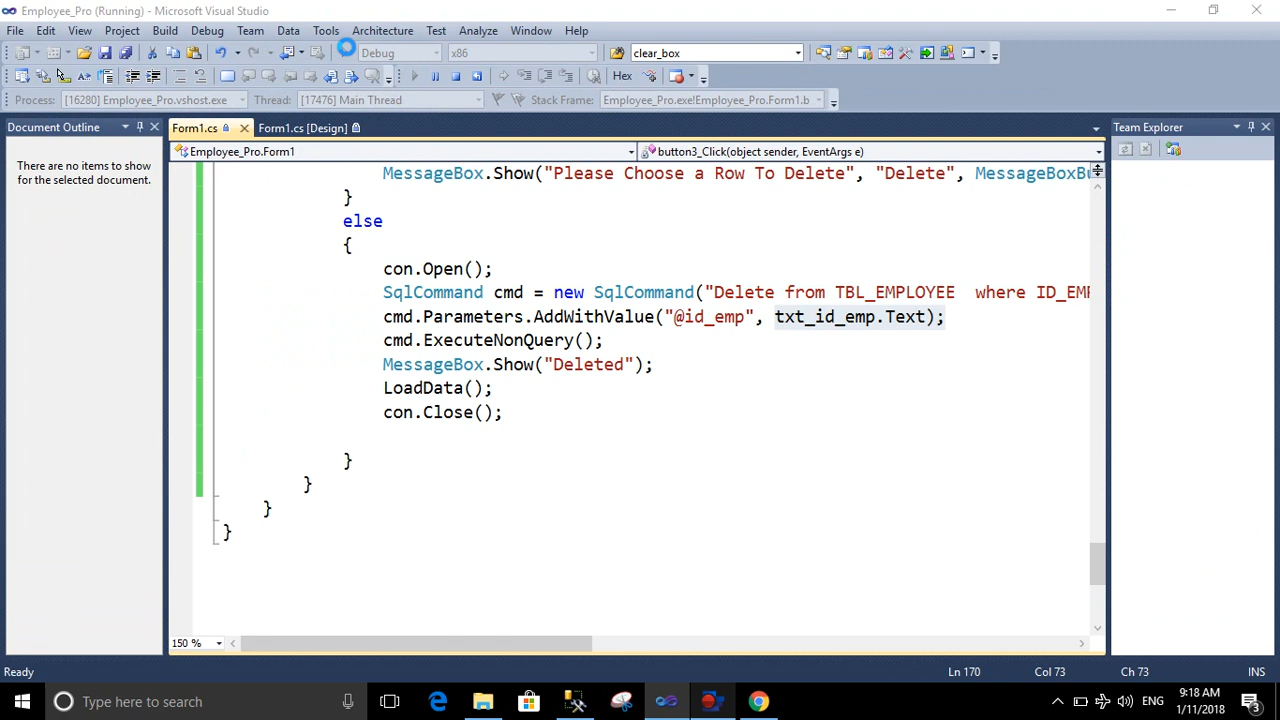 Employee_Pro (Running) - Microsoft Visual Studio
File Edit View Project Build Debug Team Data Tools Architecture Test Analyze Window Help
Debug x86 clear_box
Hex
Process: [16280] Employee_Pro.vshost.exe Thread: [17476] Main Thread Stack Frame: Employee_Pro.exe!Employee_Pro.Form1.b
Document Outline
Form1.cs Form1.cs [Design]
Team Explorer
Employee_Pro.Form1 button3_Click(object sender, EventArgs e)
There are no items to show
for the selected document.
MessageBox.Show("Please Choose a Row To Delete", "Delete", MessageBoxBu
}
else
{
con.Open();
SqlCommand cmd = new SqlCommand("Delete from TBL_EMPLOYEE  where ID_EMP
cmd.Parameters.AddWithValue("@id_emp", txt_id_emp.Text);
cmd.ExecuteNonQuery();
MessageBox.Show("Deleted");
LoadData();
con.Close();
}
}
}
}
150 %
Ready Ln 170 Col 73 Ch 73 INS
Type here to search
ENG
9:18 AM
1/11/2018
3